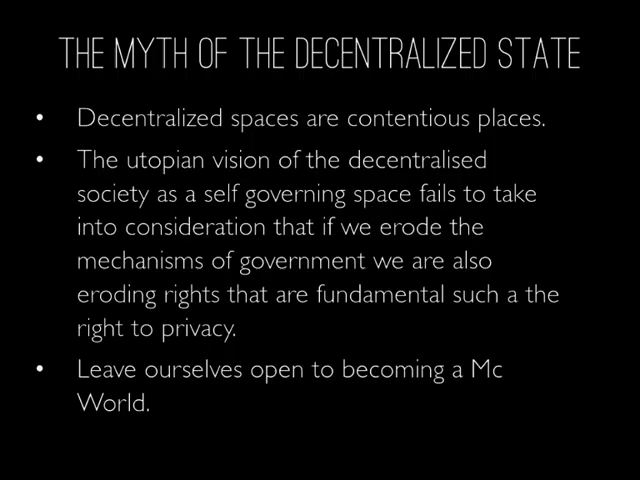 THE MYTH OF THE DECENTRALIZED STATE
• Decentralized spaces are contentious places.
• The utopian vision of the decentralised
society as a self governing space fails to take
into consideration that if we erode the
mechanisms of government we are also
eroding rights that are fundamental such a the
right to privacy.
• Leave ourselves open to becoming a Mc
World.